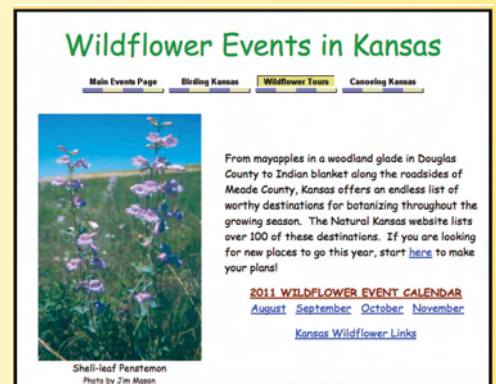 Wildflower Events in Kansas
Main Events Page Birding Kansas Wildflower Tours Canoeing Kansas
From mayapples in a woodland glade in Douglas
County to Indian blanket along the roadsides of
Meade County, Kansas offers an endless list of
worthy destinations for botanizing throughout the
growing season. The Natural Kansas website lists
over 100 of these destinations. If you are looking
for new places to go this year, start here to make
your plans!
2011 WILDFLOWER EVENT CALENDAR
August September October November
Kansas Wildflower Links
Shell-leaf Penstemon
Photo by Jim Mason